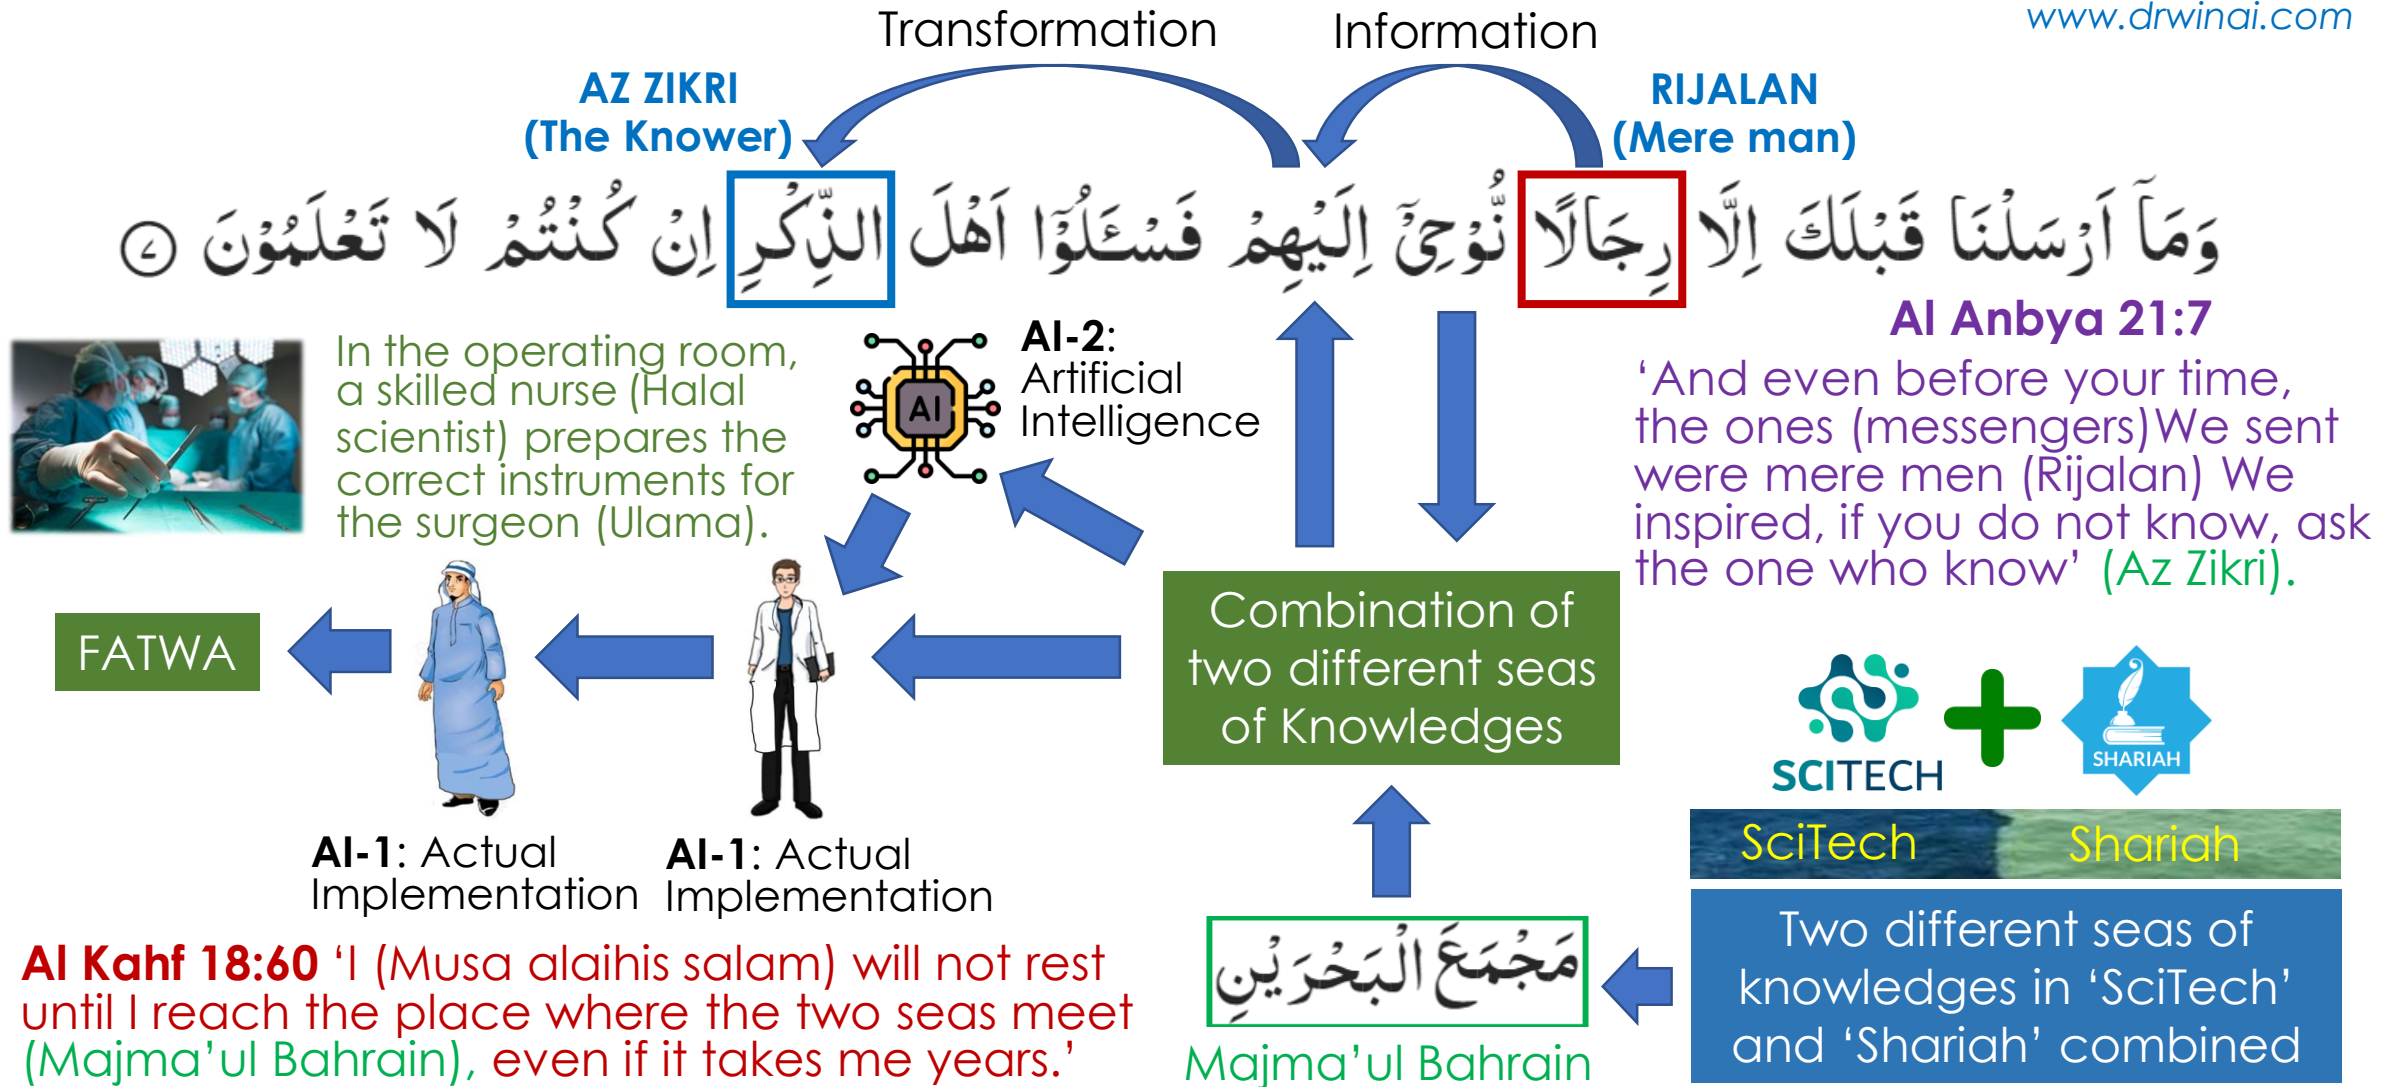 www.drwinai.com
Transformation
Information
AZ ZIKRI
(The Knower)
RIJALAN
(Mere man)
وَمَآ اَرْسَلْنَا قَبْلَكَ اِلَّا رِجَالًا نُّوْحِيْٓ اِلَيْهِمْ فَسْـَٔلُوْٓا اَهْلَ الذِّكْرِ اِنْ كُنْتُمْ لَا تَعْلَمُوْنَ ٧
In the operating room,
a skilled nurse (Halal
scientist) prepares the
correct instruments for
the surgeon (Ulama).
AI
AI-2:
Artificial
Intelligence
Al Anbya 21:7
‘And even before your time,
the ones (messengers)We sent
were mere men (Rijalan) We
inspired, if you do not know, ask
the one who know’ (Az Zikri).
FATWA
Combination of
two different seas
of Knowledges
SCITECH
SHARIAH
SciTech
Shariah
AI-1: Actual
Implementation
AI-1: Actual
Implementation
Two different seas of
knowledges in ‘SciTech’
and ‘Shariah’ combined
مَجْمَعَ الْبَحْرَيْنِ
Majma’ul Bahrain
Al Kahf 18:60 ‘I (Musa alaihis salam) will not rest
until I reach the place where the two seas meet
(Majma’ul Bahrain), even if it takes me years.’